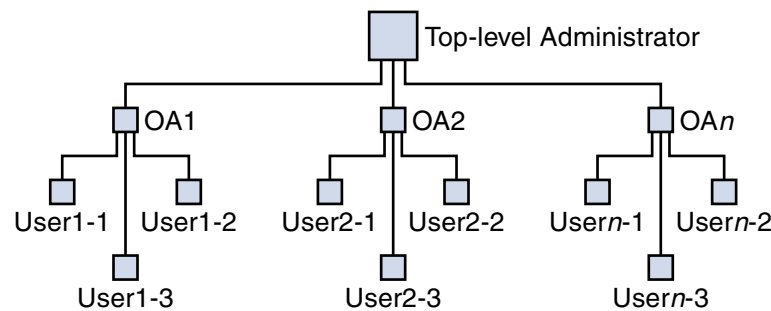 Top-level Administrator
OA1
OA2
OAn
User1-1
User1-2
User2-1
User2-2
Usern-1
Usern-2
User1-3
User2-3
Usern-3